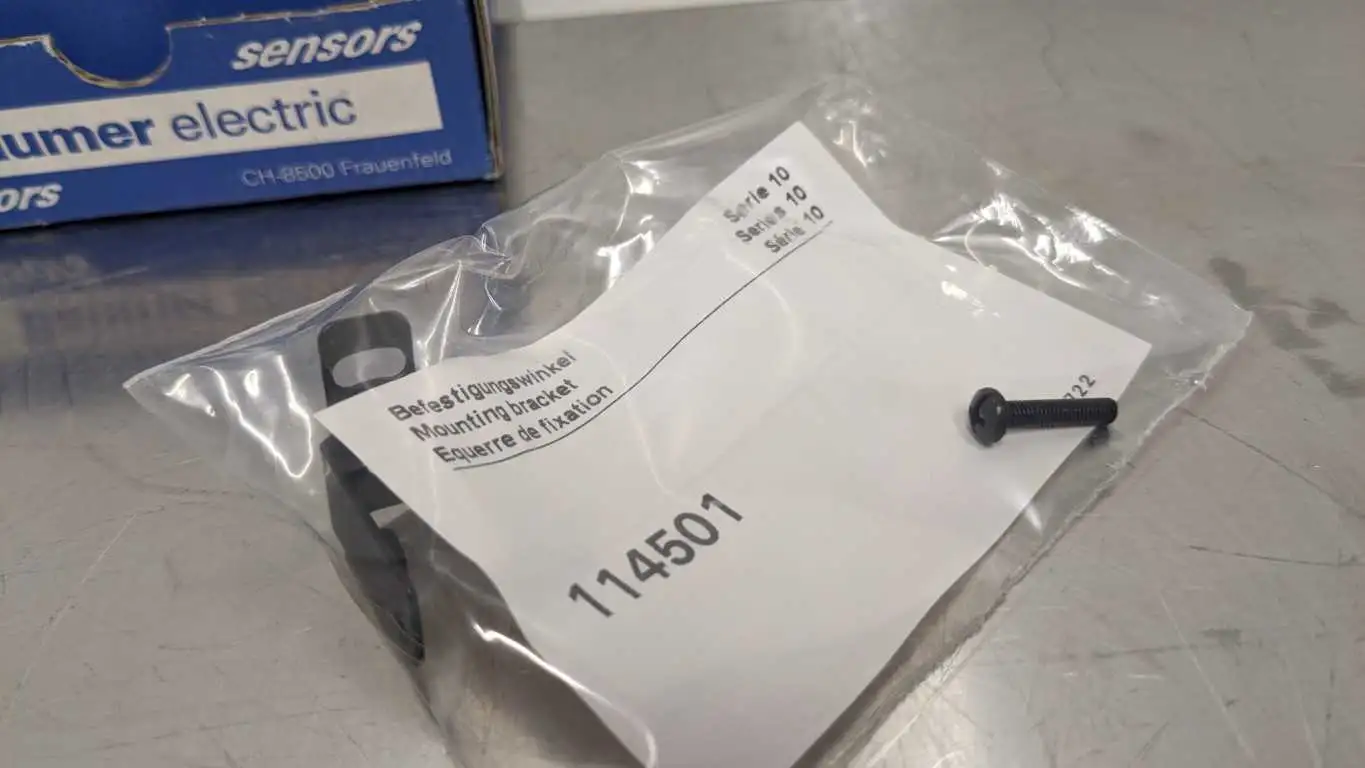 sensors
umer electric
CH-8500 Frauenfeld
ors
Serie 10
Series 10
Série 10
Befestigungswinkel
Mounting bracket
Equerre de fixation
114501